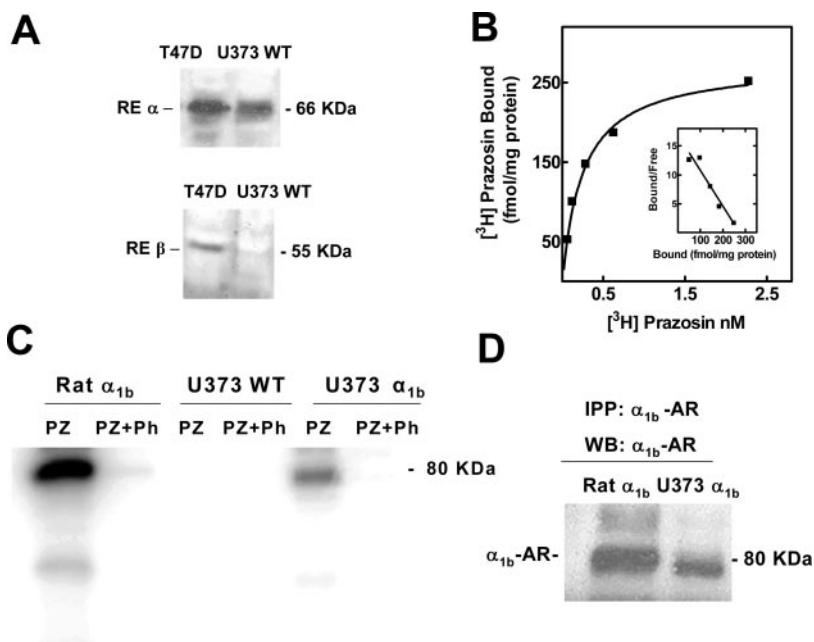 A
T47D U373 WT
RE α – - 66 KDa
T47D U373 WT
RE β – - 55 KDa
B
[³H] Prazosin Bound
(fmol/mg protein)
250
150
50
0.5 1.5 2.5
[³H] Prazosin nM
Bound/Free
15
10
5
100 300
Bound (fmol/mg protein)
C
Rat α1b U373 WT U373 α1b
PZ PZ+Ph PZ PZ+Ph PZ PZ+Ph
- 80 KDa
D
IPP: α1b -AR
WB: α1b-AR
Rat α1b U373 α1b
α1b-AR- - 80 KDa